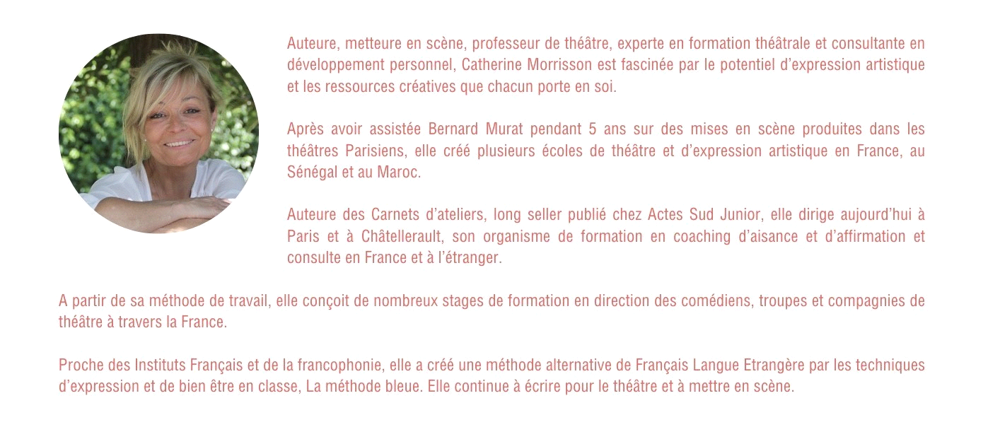 Auteure, metteure en scène, professeur de théâtre, experte en formation théâtrale et consultante en
développement personnel, Catherine Morrisson est fascinée par le potentiel d’expression artistique
et les ressources créatives que chacun porte en soi.
Après avoir assistée Bernard Murat pendant 5 ans sur des mises en scène produites dans les
théâtres Parisiens, elle créé plusieurs écoles de théâtre et d’expression artistique en France, au
Sénégal et au Maroc.
Auteure des Carnets d’ateliers, long seller publié chez Actes Sud Junior, elle dirige aujourd’hui à
Paris et à Châtellerault, son organisme de formation en coaching d’aisance et d’affirmation et
consulte en France et à l’étranger.
A partir de sa méthode de travail, elle conçoit de nombreux stages de formation en direction des comédiens, troupes et compagnies de
théâtre à travers la France.
Proche des Instituts Français et de la francophonie, elle a créé une méthode alternative de Français Langue Etrangère par les techniques
d’expression et de bien être en classe, La méthode bleue. Elle continue à écrire pour le théâtre et à mettre en scène.